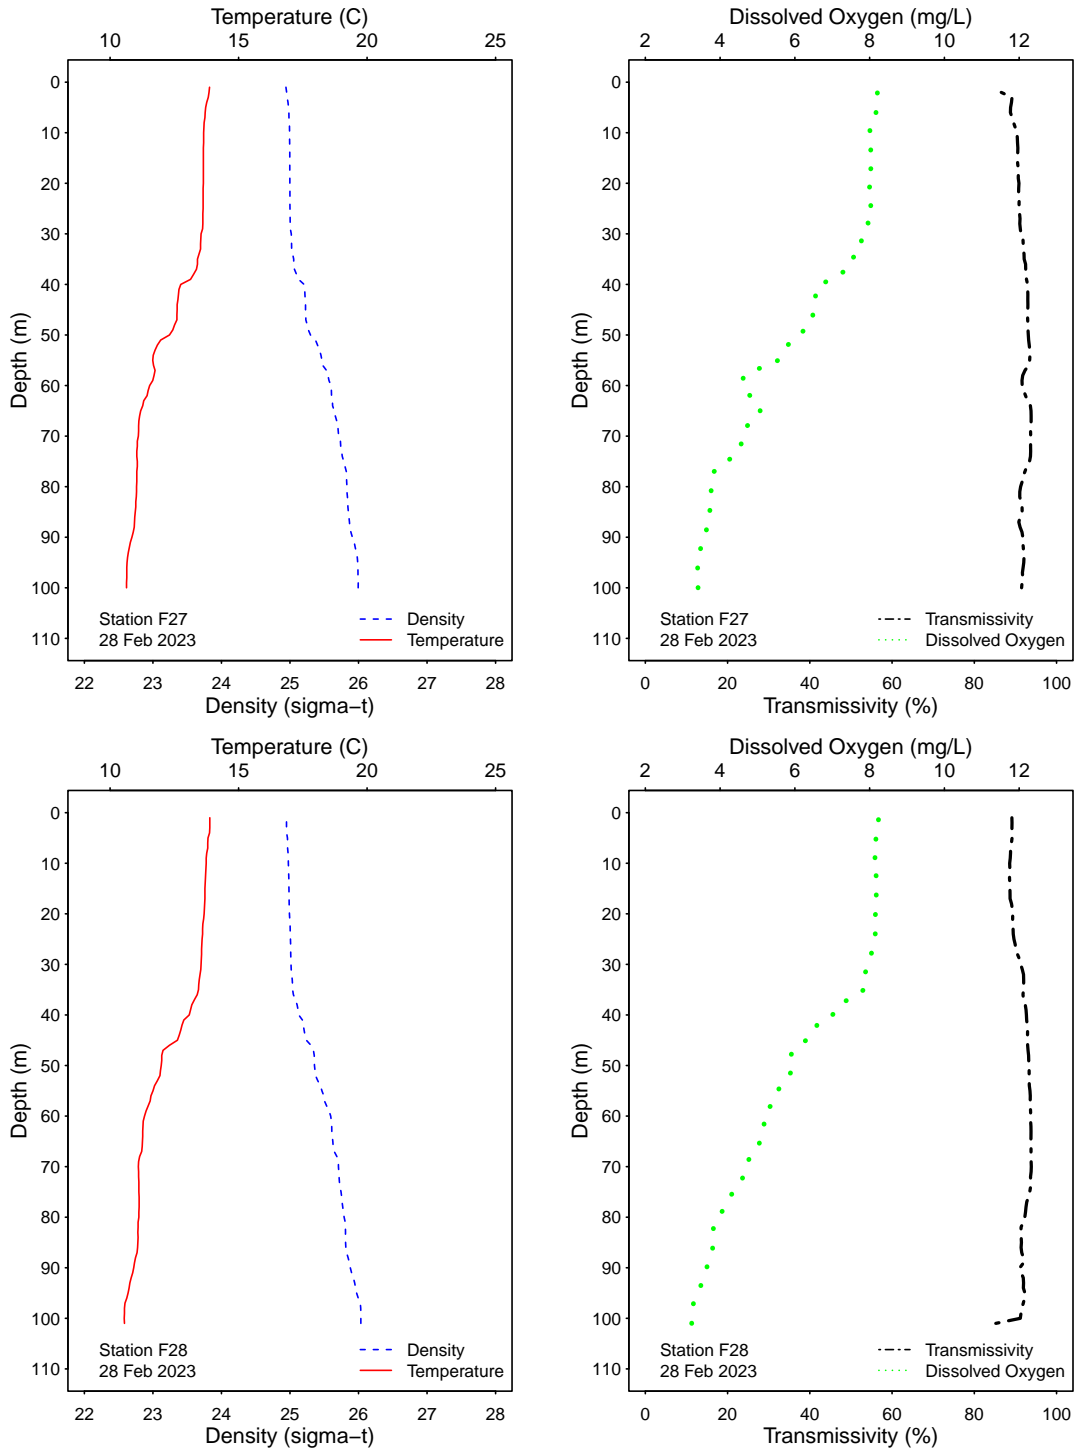 Temperature (C)
10 15 20 25
0
10
20
30
40
50
60
70
80
90
100
110
Depth (m)
Station F27
28 Feb 2023
Density
Temperature
22 23 24 25 26 27 28
Density (sigma−t)
Dissolved Oxygen (mg/L)
2 4 6 8 10 12
0
10
20
30
40
50
60
70
80
90
100
110
Depth (m)
Station F27
28 Feb 2023
Transmissivity
Dissolved Oxygen
0 20 40 60 80 100
Transmissivity (%)
Temperature (C)
10 15 20 25
0
10
20
30
40
50
60
70
80
90
100
110
Depth (m)
Station F28
28 Feb 2023
Density
Temperature
22 23 24 25 26 27 28
Density (sigma−t)
Dissolved Oxygen (mg/L)
2 4 6 8 10 12
0
10
20
30
40
50
60
70
80
90
100
110
Depth (m)
Station F28
28 Feb 2023
Transmissivity
Dissolved Oxygen
0 20 40 60 80 100
Transmissivity (%)